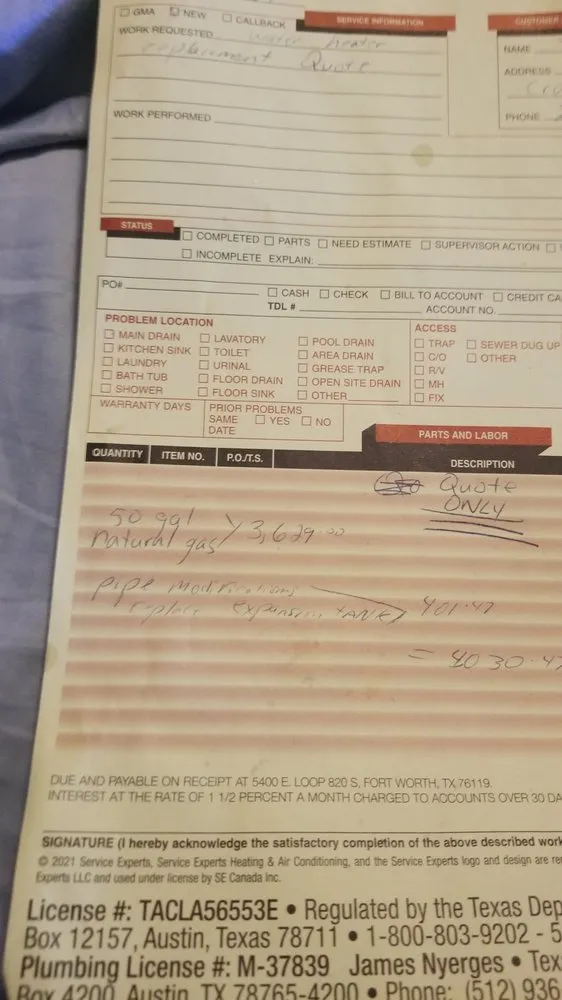 GMA NEW CALLBACK SERVICE INFORMATION CUSTOMER
WORK REQUESTED water heater
replacement Quote
NAME
ADDRESS
PHONE
WORK PERFORMED
STATUS
COMPLETED PARTS NEED ESTIMATE SUPERVISOR ACTION
INCOMPLETE EXPLAIN:
PO#
CASH CHECK BILL TO ACCOUNT CREDIT CA
TDL # ACCOUNT NO.
PROBLEM LOCATION
MAIN DRAIN LAVATORY POOL DRAIN
KITCHEN SINK TOILET AREA DRAIN
LAUNDRY URINAL GREASE TRAP
BATH TUB FLOOR DRAIN OPEN SITE DRAIN
SHOWER FLOOR SINK OTHER
ACCESS
TRAP SEWER DUG UP
C/O OTHER
R/V
MH
FIX
WARRANTY DAYS PRIOR PROBLEMS
SAME YES NO
DATE
PARTS AND LABOR
QUANTITY ITEM NO. P.O./T.S. DESCRIPTION
Quote
ONLY
50 gal
natural gas 3,629.00
pipe modifications
replace expansion TANK 401.47
= 4030.47
DUE AND PAYABLE ON RECEIPT AT 5400 E. LOOP 820 S, FORT WORTH, TX 76119.
INTEREST AT THE RATE OF 1 1/2 PERCENT A MONTH CHARGED TO ACCOUNTS OVER 30 DA
SIGNATURE (I hereby acknowledge the satisfactory completion of the above described work
© 2021 Service Experts, Service Experts Heating & Air Conditioning, and the Service Experts logo and design are re
Experts LLC and used under license by SE Canada Inc.
License #: TACLA56553E • Regulated by the Texas Dep
Box 12157, Austin, Texas 78711 • 1-800-803-9202 - 5
Plumbing License #: M-37839 James Nyerges • Tex
Box 4200, Austin, TX 78765-4200 • Phone: (512) 936